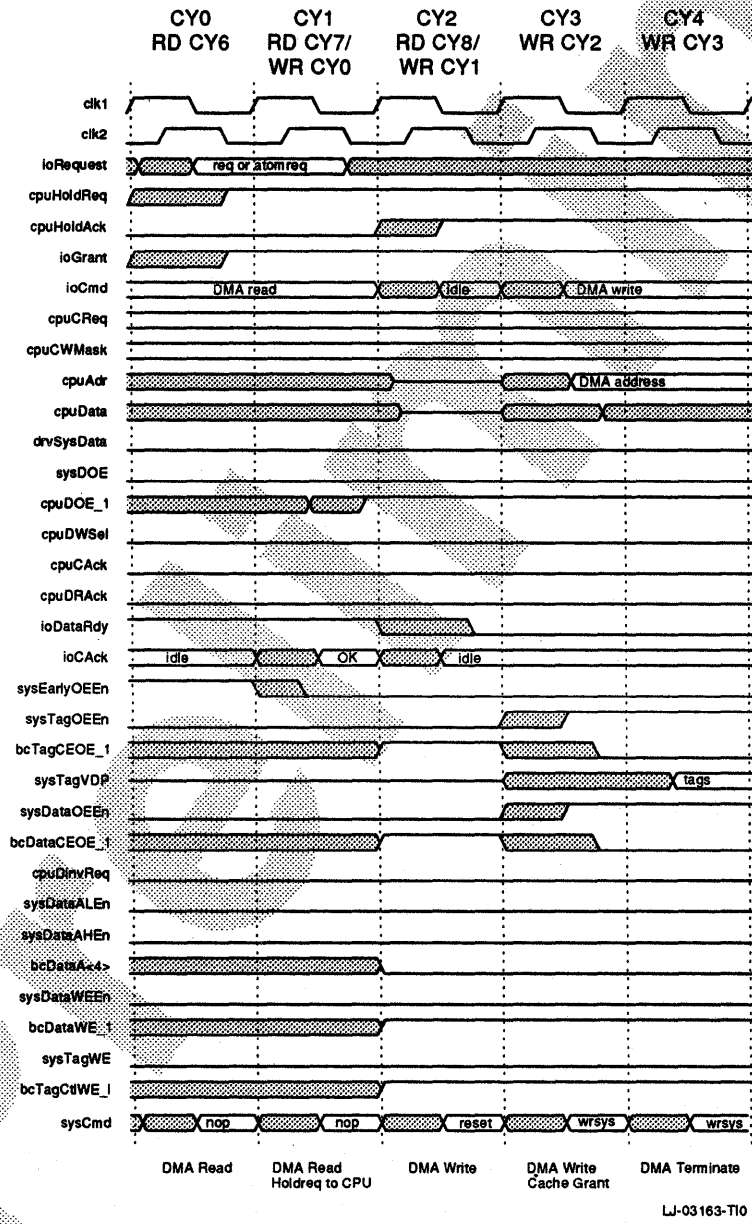 CY0 CY1 CY2 CY3 CY4
RD CY6 RD CY7/ RD CY8/ WR CY2 WR CY3
WR CY0 WR CY1
clk1
clk2
ioRequest req or atomreq
cpuHoldReq
cpuHoldAck
ioGrant
ioCmd DMA read idle DMA write
cpuCReq
cpuCWMask
cpuAdr DMA address
cpuData
drvSysData
sysDOE
cpuDOE_1
cpuDWSel
cpuCAck
cpuDRAck
ioDataRdy
ioCAck idle OK idle
sysEarlyOEEn
sysTagOEEn
bcTagCEOE_1
sysTagVDP tags
sysDataOEEn
bcDataCEOE_1
cpuDInvReq
sysDataALEn
sysDataAHEn
bcDataA<4>
sysDataWEEn
bcDataWE_1
sysTagWE
bcTagCtlWE_l
sysCmd nop nop reset wrsys wrsys
DMA Read DMA Read DMA Write DMA Write DMA Terminate
Holdreq to CPU Cache Grant
LJ-03163-TI0